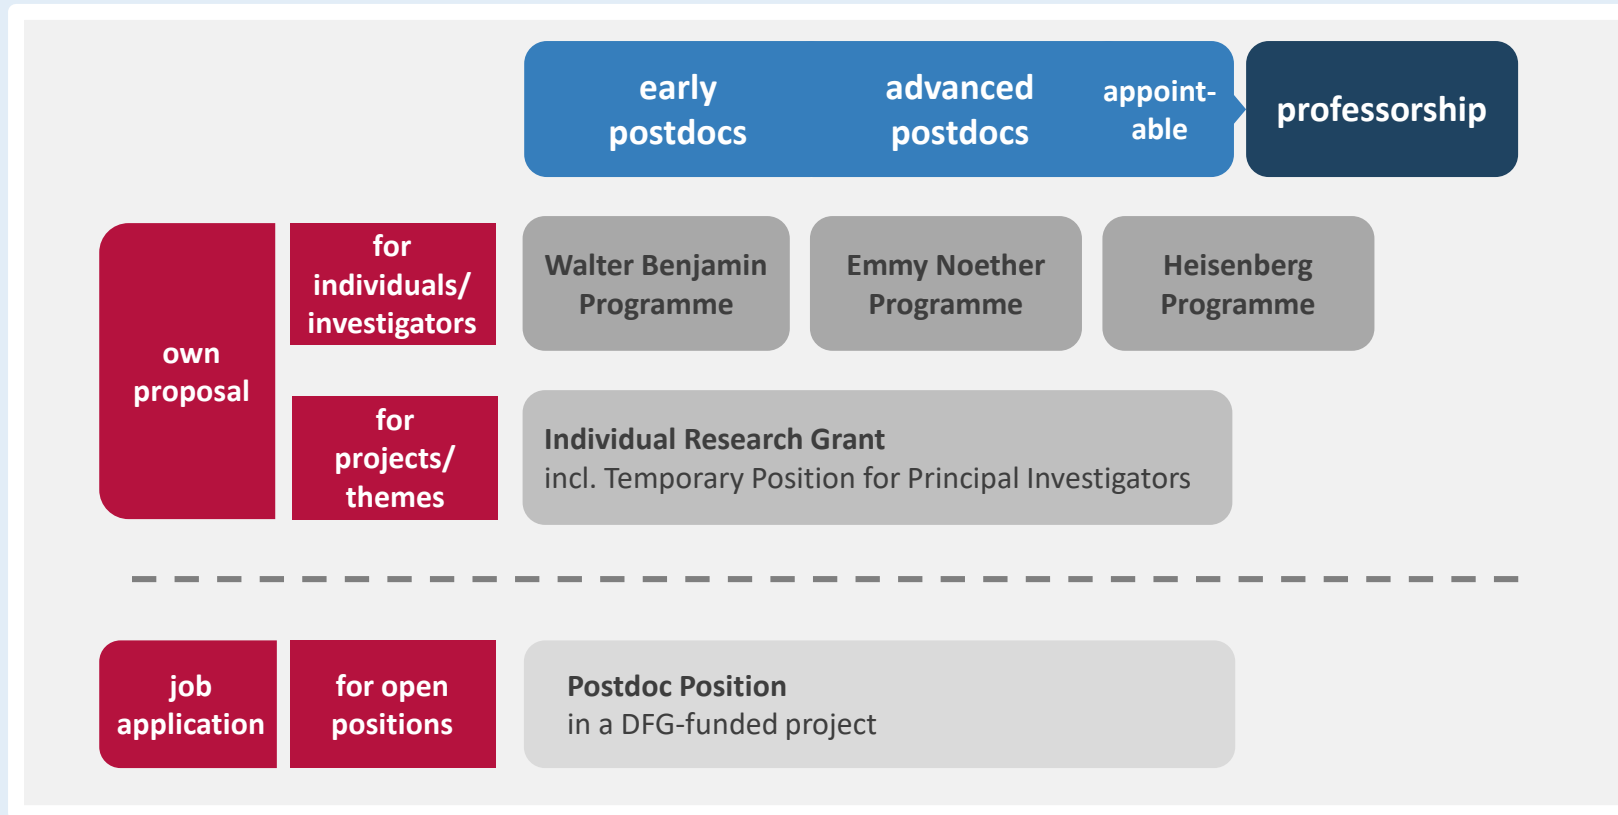 early
postdocs
advanced
postdocs
appoint-
able
professorship
own
proposal
for
individuals/
investigators
Walter Benjamin
Programme
Emmy Noether
Programme
Heisenberg
Programme
for
projects/
themes
Individual Research Grant
incl. Temporary Position for Principal Investigators
job
application
for open
positions
Postdoc Position
in a DFG-funded project